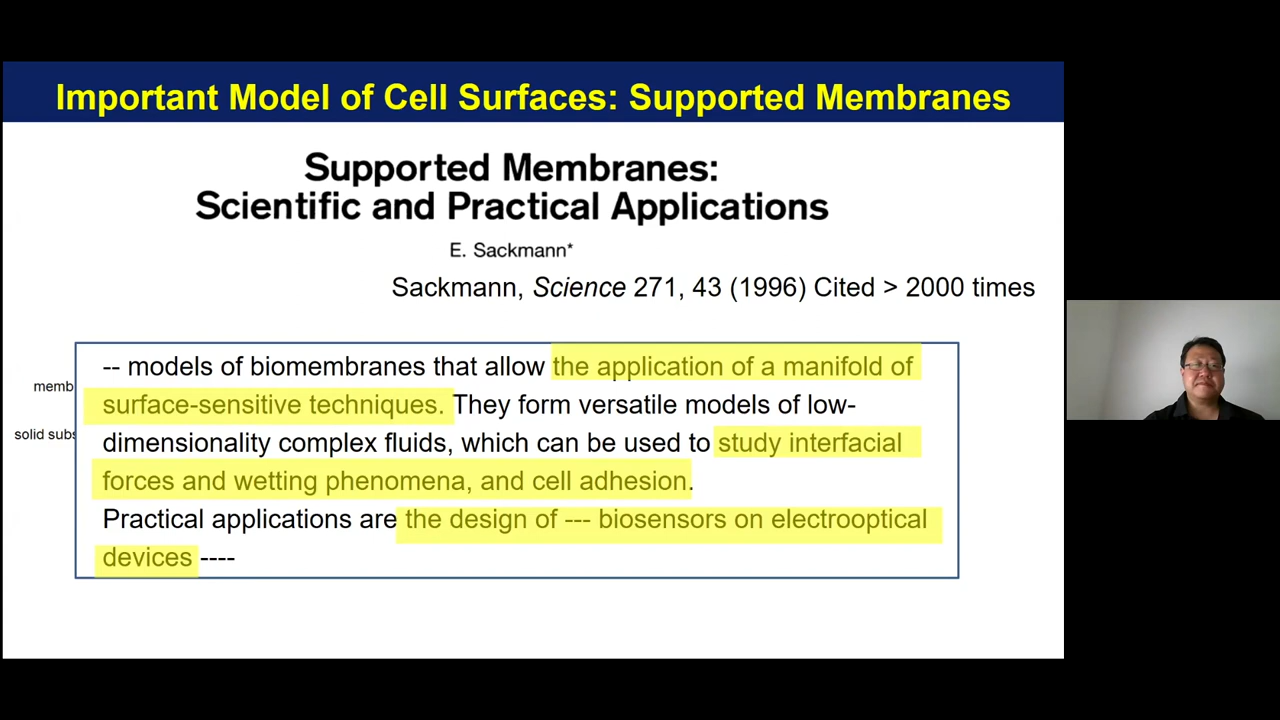 Important Model of Cell Surfaces: Supported Membranes
Supported Membranes:
Scientific and Practical Applications
E. Sackmann*
Sackmann, Science 271, 43 (1996) Cited > 2000 times
-- models of biomembranes that allow the application of a manifold of
memb
surface-sensitive techniques. They form versatile models of low-
solid subs
dimensionality complex fluids, which can be used to study interfacial
forces and wetting phenomena, and cell adhesion.
Practical applications are the design of --- biosensors on electrooptical
devices ----